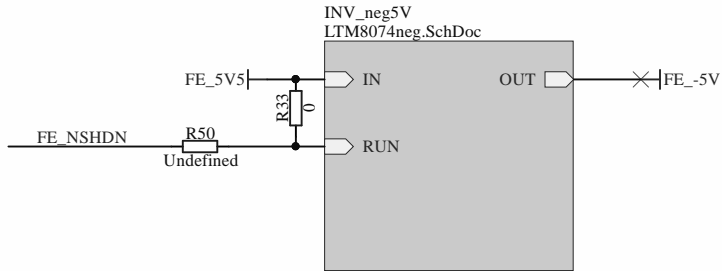 INV_neg5V
LTM8074neg.SchDoc
FE_5V5
IN
OUT
FE_-5V
R33
0
FE_NSHDN
R50
Undefined
RUN